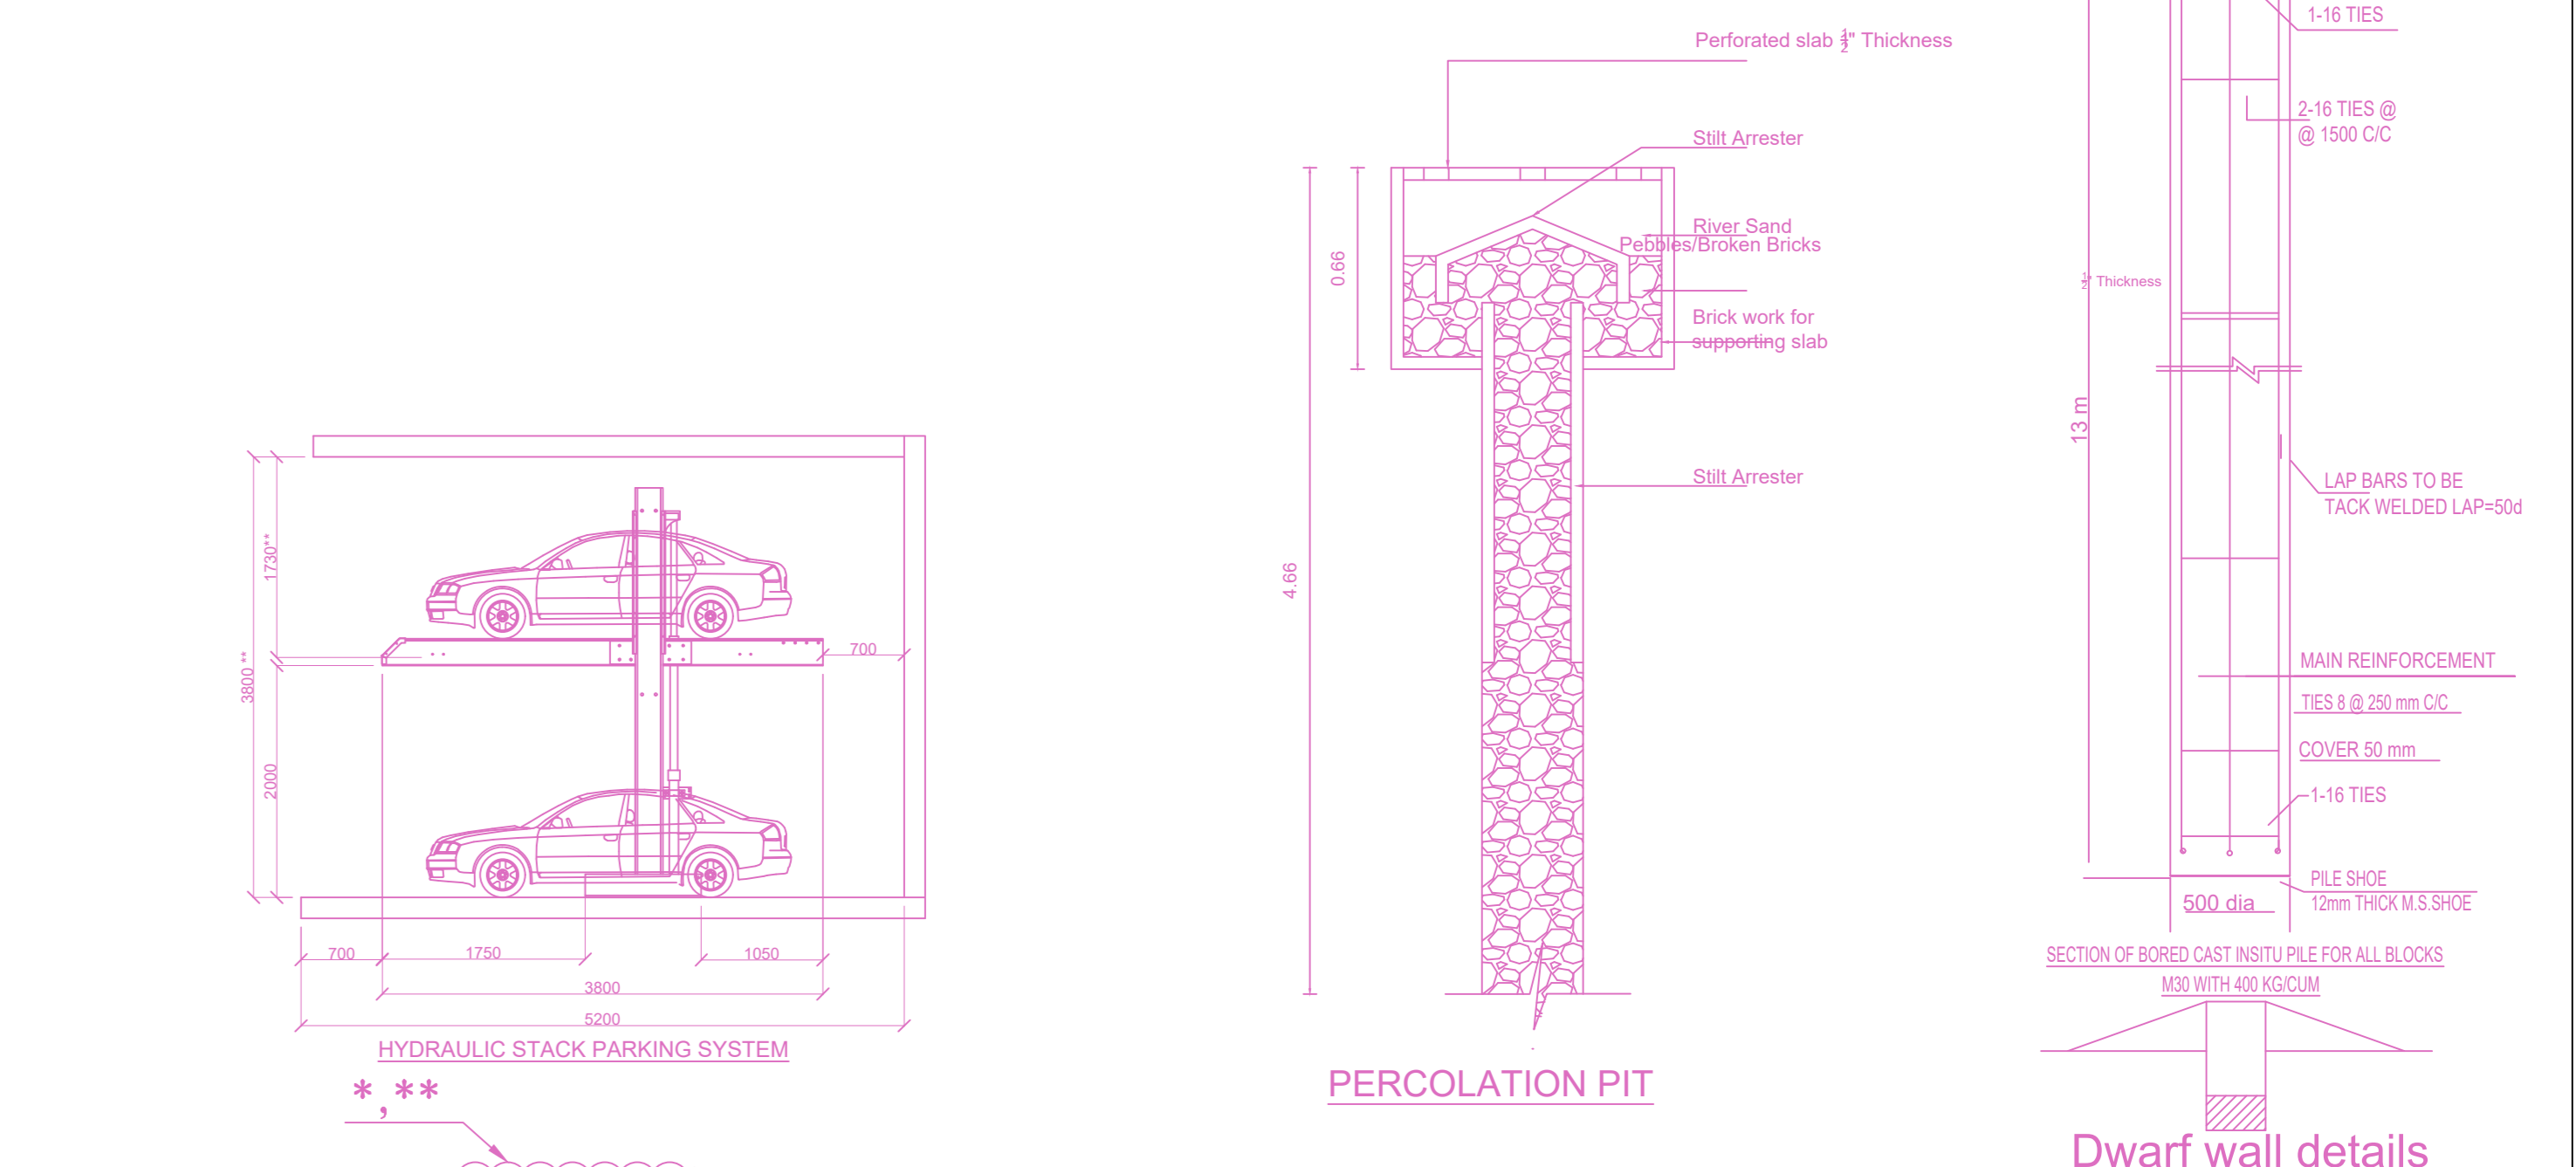 1730**
3800 **
2000
700
700
1750
1050
3800
5200
HYDRAULIC STACK PARKING SYSTEM
*,**
Perforated slab ½" Thickness
Stilt Arrester
River Sand
Pebbles/Broken Bricks
Brick work for
supporting slab
Stilt Arrester
0.66
4.66
PERCOLATION PIT
1-16 TIES
2-16 TIES @
@ 1500 C/C
½" Thickness
13 m
LAP BARS TO BE
TACK WELDED LAP=50d
MAIN REINFORCEMENT
TIES 8 @ 250 mm C/C
COVER 50 mm
1-16 TIES
PILE SHOE
12mm THICK M.S.SHOE
500 dia
SECTION OF BORED CAST INSITU PILE FOR ALL BLOCKS
M30 WITH 400 KG/CUM
Dwarf wall details